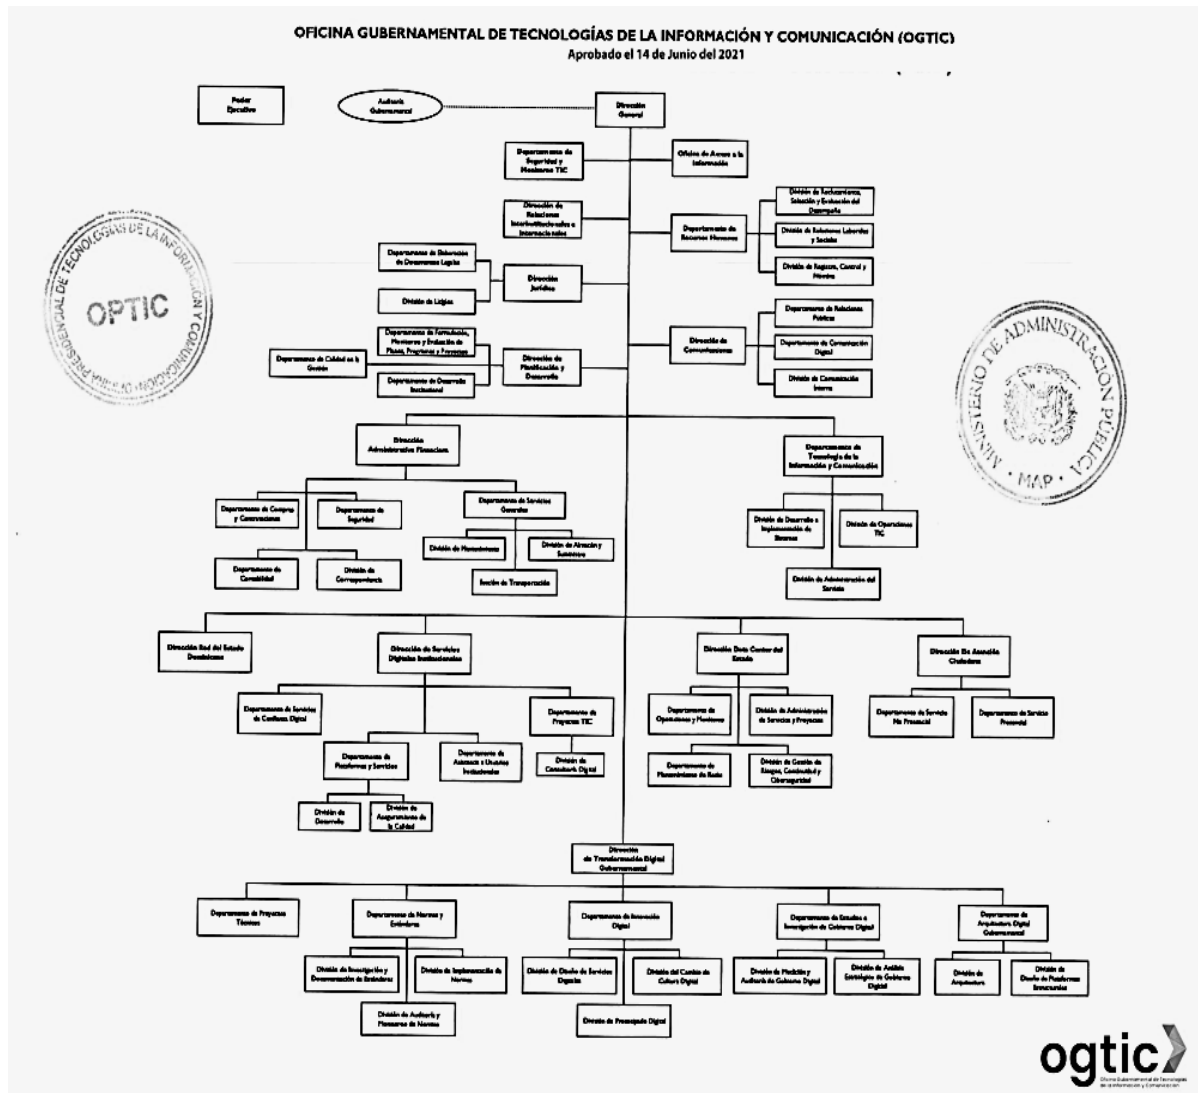 OFICINA GUBERNAMENTAL DE TECNOLOGÍAS DE LA INFORMACIÓN Y COMUNICACIÓN (OGTIC)
Aprobado el 14 de Junio del 2021
Poder
Ejecutivo
Auditoría
Gubernamental
Dirección
General
Departamento de
Seguridad y
Monitoreo TIC
Oficina de Acceso a la
Información
Dirección de
Relaciones
Interinstitucionales e
Internacionales
Departamento de
Recursos Humanos
División de Reclutamiento,
Selección y Evaluación del
Desempeño
División de Relaciones Laborales
y Sociales
División de Registro, Control y
Nómina
Departamento de Elaboración
de Documentos Legales
División de Litigios
Dirección
Jurídica
Departamento de Formulación,
Monitoreo y Evaluación de
Planes, Programas y Proyectos
Departamento de Calidad en la
Gestión
Departamento de Desarrollo
Institucional
Dirección de
Planificación y
Desarrollo
Dirección de
Comunicaciones
Departamento de Relaciones
Públicas
Departamento de Comunicación
Digital
División de Comunicación
Interna
OFICINA PRESIDENCIAL DE TECNOLOGÍAS DE LA INFORMACIÓN Y COMUNICACIÓN
OPTIC
MINISTERIO DE ADMINISTRACIÓN PÚBLICA
• MAP •
Dirección
Administrativa Financiera
Departamento de
Tecnología de la
Información y Comunicación
Departamento de Compras
y Contrataciones
Departamento de
Seguridad
Departamento de Servicios
Generales
Departamento de
Contabilidad
División de
Correspondencia
División de Mantenimiento
División de Almacén y
Suministro
Sección de Transportación
División de Desarrollo e
Implementación de
Sistemas
División de Operaciones
TIC
División de Administración del
Servicio
Dirección Red del Estado
Dominicano
Dirección de Servicios
Digitales Institucionales
Dirección Data Center del
Estado
Dirección De Atención
Ciudadana
Departamento de Servicios
de Confianza Digital
Departamento de
Proyectos TIC
Departamento de
Plataformas y Servicios
Departamento de
Asistencia a Usuarios
Institucionales
División de
Consultoría Digital
División de
Desarrollo
División de
Aseguramiento de
la Calidad
Departamento de
Operaciones y Monitoreo
División de Administración
de Servicios y Proyectos
Departamento de
Mantenimiento de Redes
División de Gestión de
Riesgos, Continuidad y
Ciberseguridad
Departamento de Servicio
No Presencial
Departamento de Servicio
Presencial
Dirección
de Transformación Digital
Gubernamental
Departamento de Proyectos
Técnicos
Departamento de Normas y
Estándares
Departamento de Innovación
Digital
Departamento de Estudios e
Investigación de Gobierno Digital
Departamento de
Arquitectura Digital
Gubernamental
División de Investigación y
Documentación de Estándares
División de Implementación de
Normas
División de Auditoría y
Monitoreo de Normas
División de Diseño de Servicios
Digitales
División del Cambio de
Cultura Digital
División de Presupuesto Digital
División de Medición y
Auditoría de Gobierno Digital
División de Análisis
Estratégico de Gobierno
Digital
División de
Arquitectura
División de
Diseño de Plataformas
Estructurales
ogtic
Oficina Gubernamental de Tecnologías
de la Información y Comunicación